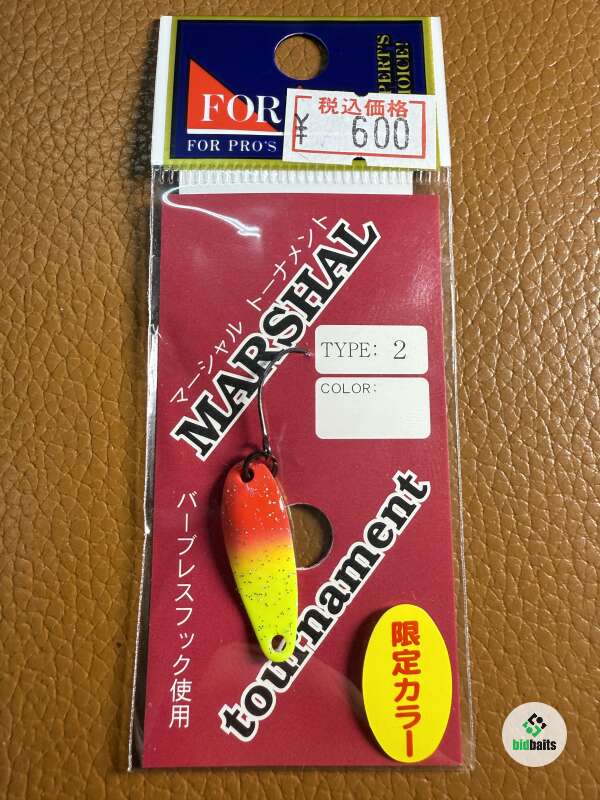 FOR
FOR PRO'S
PERT'S
HOICE!
税込価格
¥ 600
マーシャル トーナメント
MARSHAL
TYPE: 2
COLOR:
バーブレスフック使用
tournament
限定カラー
bidbaits